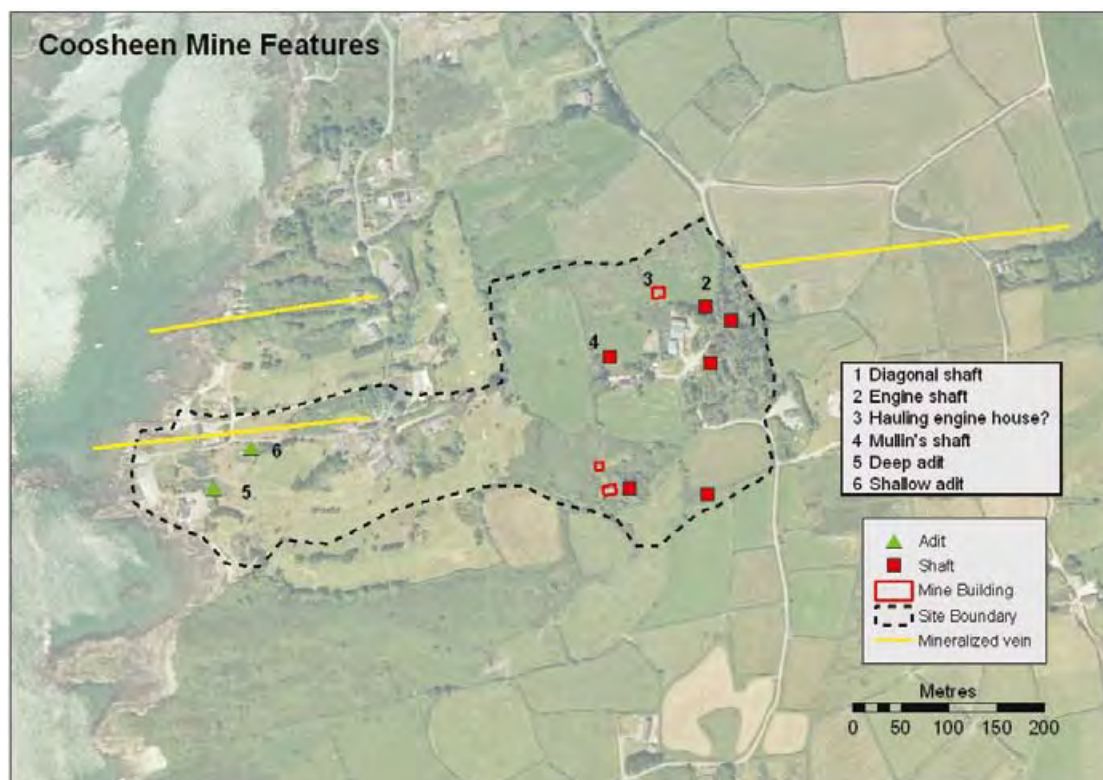 Coosheen Mine Features
3
2
1
4
6
5
1 Diagonal shaft
2 Engine shaft
3 Hauling engine house?
4 Mullin's shaft
5 Deep adit
6 Shallow adit
Adit
Shaft
Mine Building
Site Boundary
Mineralized vein
Metres
0 50 100 150 200